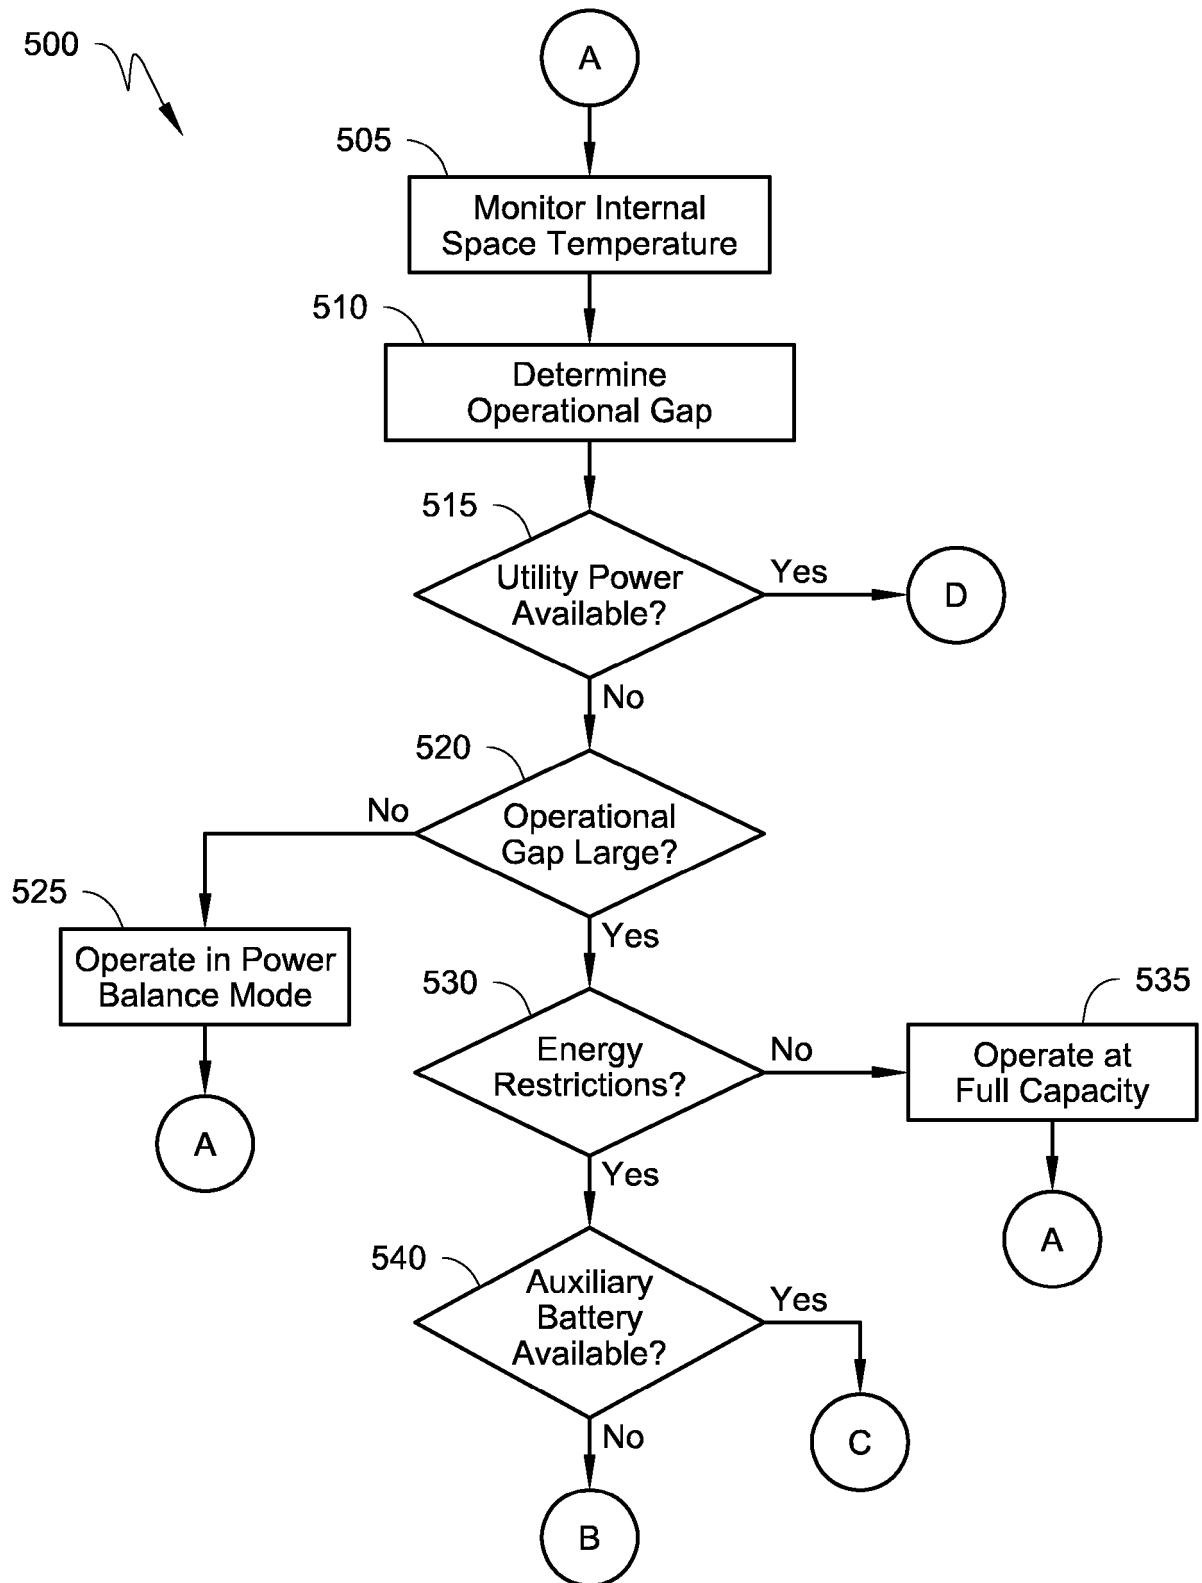 500
A
505
Monitor Internal
Space Temperature
510
Determine
Operational Gap
515
Utility Power
Available?
Yes
D
No
520
Operational
Gap Large?
No
Yes
525
Operate in Power
Balance Mode
A
530
Energy
Restrictions?
No
535
Operate at
Full Capacity
A
Yes
540
Auxiliary
Battery
Available?
Yes
C
No
B